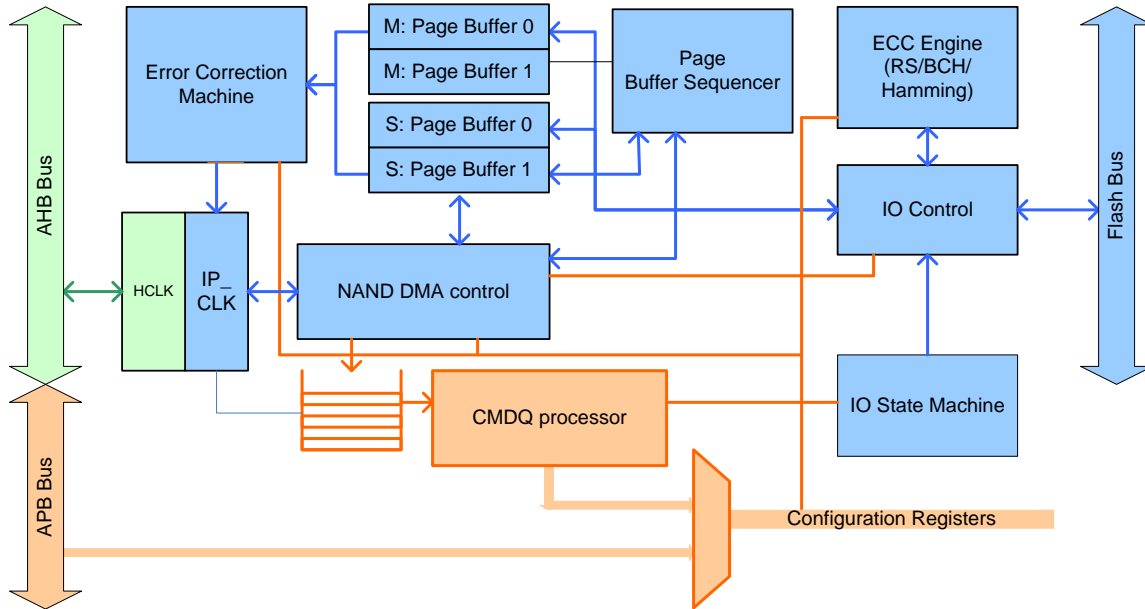 M: Page Buffer 0
M: Page Buffer 1
S: Page Buffer 0
S: Page Buffer 1
Error Correction
Machine
Page
Buffer Sequencer
ECC Engine
(RS/BCH/
Hamming)
AHB Bus
Flash Bus
IO Control
HCLK
IP_
CLK
NAND DMA control
CMDQ processor
IO State Machine
APB Bus
Configuration Registers